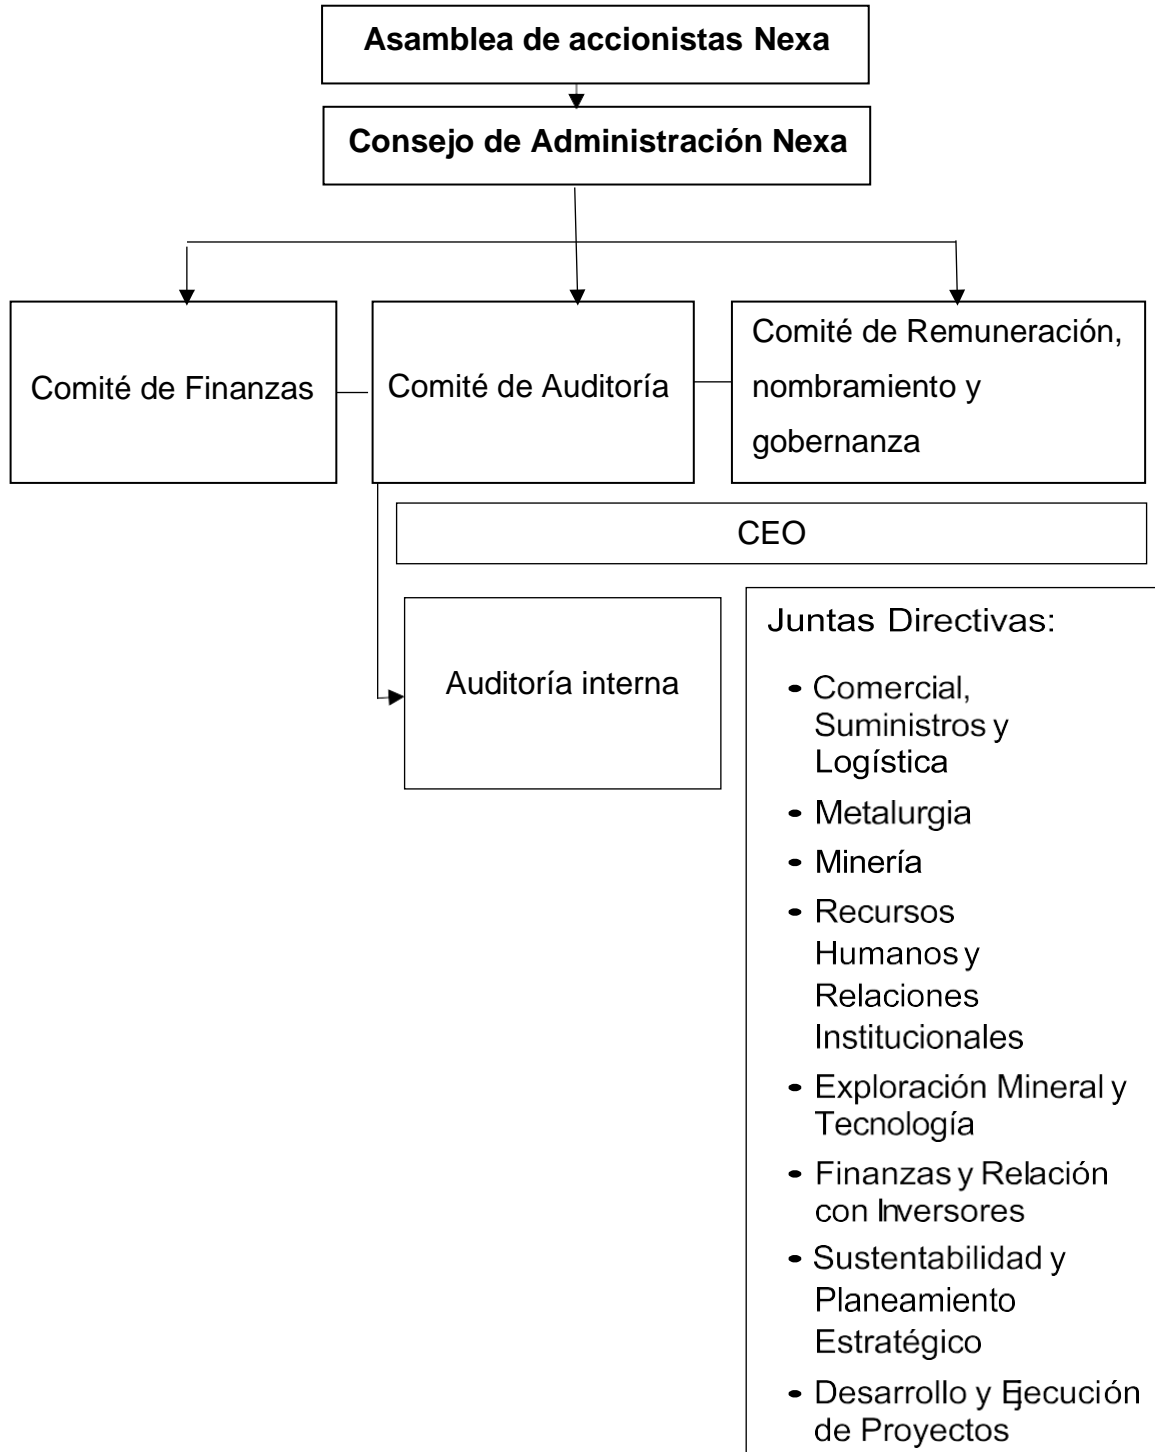 Asamblea de accionistas Nexa
Consejo de Administración Nexa
Comité de Finanzas
Comité de Auditoría
Comité de Remuneración,
nombramiento y
gobernanza
CEO
Auditoría interna
Juntas Directivas:
• Comercial,
Suministros y
Logística
• Metalurgia
• Minería
• Recursos
Humanos y
Relaciones
Institucionales
• Exploración Mineral y
Tecnología
• Finanzas y Relación
con Inversores
• Sustentabilidad y
Planeamiento
Estratégico
• Desarrollo y Ejecución
de Proyectos